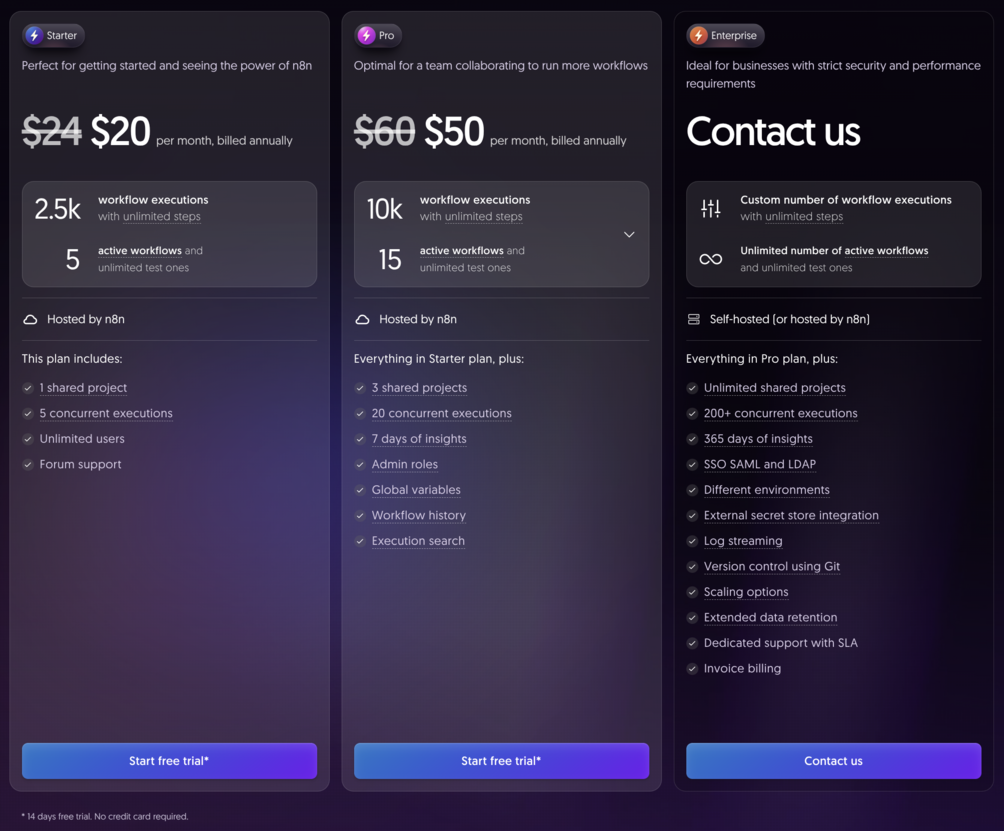 Starter
Perfect for getting started and seeing the power of n8n
$24 $20 per month, billed annually
2.5k workflow executions
with unlimited steps
5 active workflows and
unlimited test ones
Hosted by n8n
This plan includes:
1 shared project
5 concurrent executions
Unlimited users
Forum support
Start free trial*
Pro
Optimal for a team collaborating to run more workflows
$60 $50 per month, billed annually
10k workflow executions
with unlimited steps
15 active workflows and
unlimited test ones
Hosted by n8n
Everything in Starter plan, plus:
3 shared projects
20 concurrent executions
7 days of insights
Admin roles
Global variables
Workflow history
Execution search
Start free trial*
Enterprise
Ideal for businesses with strict security and performance
requirements
Contact us
Custom number of workflow executions
with unlimited steps
Unlimited number of active workflows
and unlimited test ones
Self-hosted (or hosted by n8n)
Everything in Pro plan, plus:
Unlimited shared projects
200+ concurrent executions
365 days of insights
SSO SAML and LDAP
Different environments
External secret store integration
Log streaming
Version control using Git
Scaling options
Extended data retention
Dedicated support with SLA
Invoice billing
Contact us
* 14 days free trial. No credit card required.